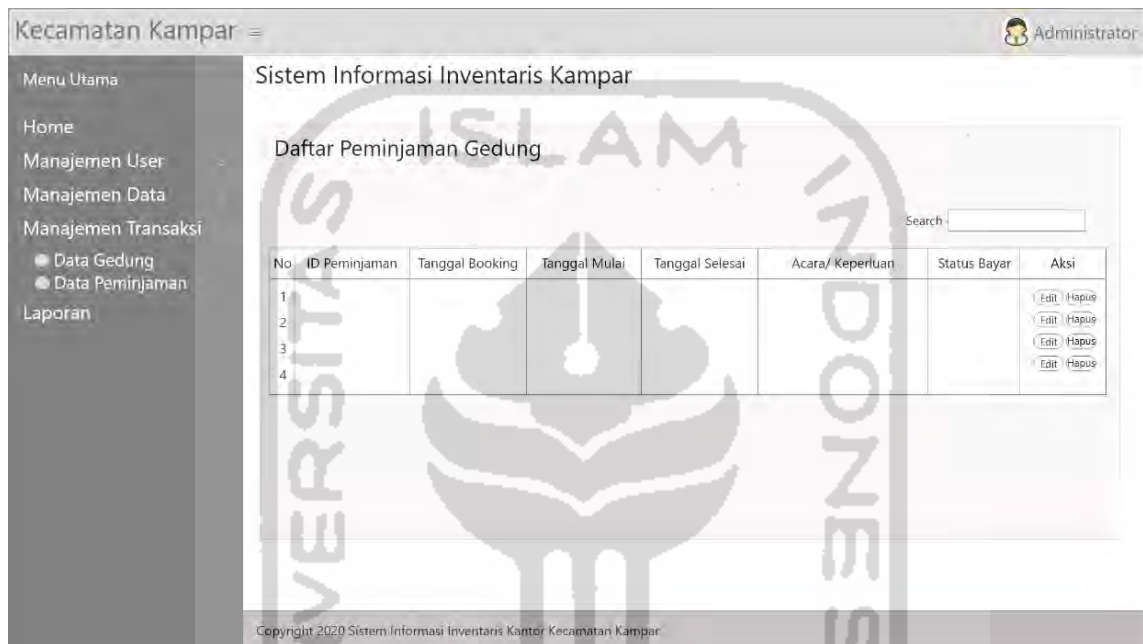 Kecamatan Kampar
Administrator
Menu Utama
Home
Manajemen User
Manajemen Data
Manajemen Transaksi
Data Gedung
Data Peminjaman
Laporan
Sistem Informasi Inventaris Kampar
Daftar Peminjaman Gedung
Search
No ID Peminjaman Tanggal Booking Tanggal Mulai Tanggal Selesai Acara/ Keperluan Status Bayar Aksi
1 Edit Hapus
2 Edit Hapus
3 Edit Hapus
4 Edit Hapus
Copyright 2020 Sistem Informasi Inventaris Kantor Kecamatan Kampar
ISLAM
VERSITAS
INDONES